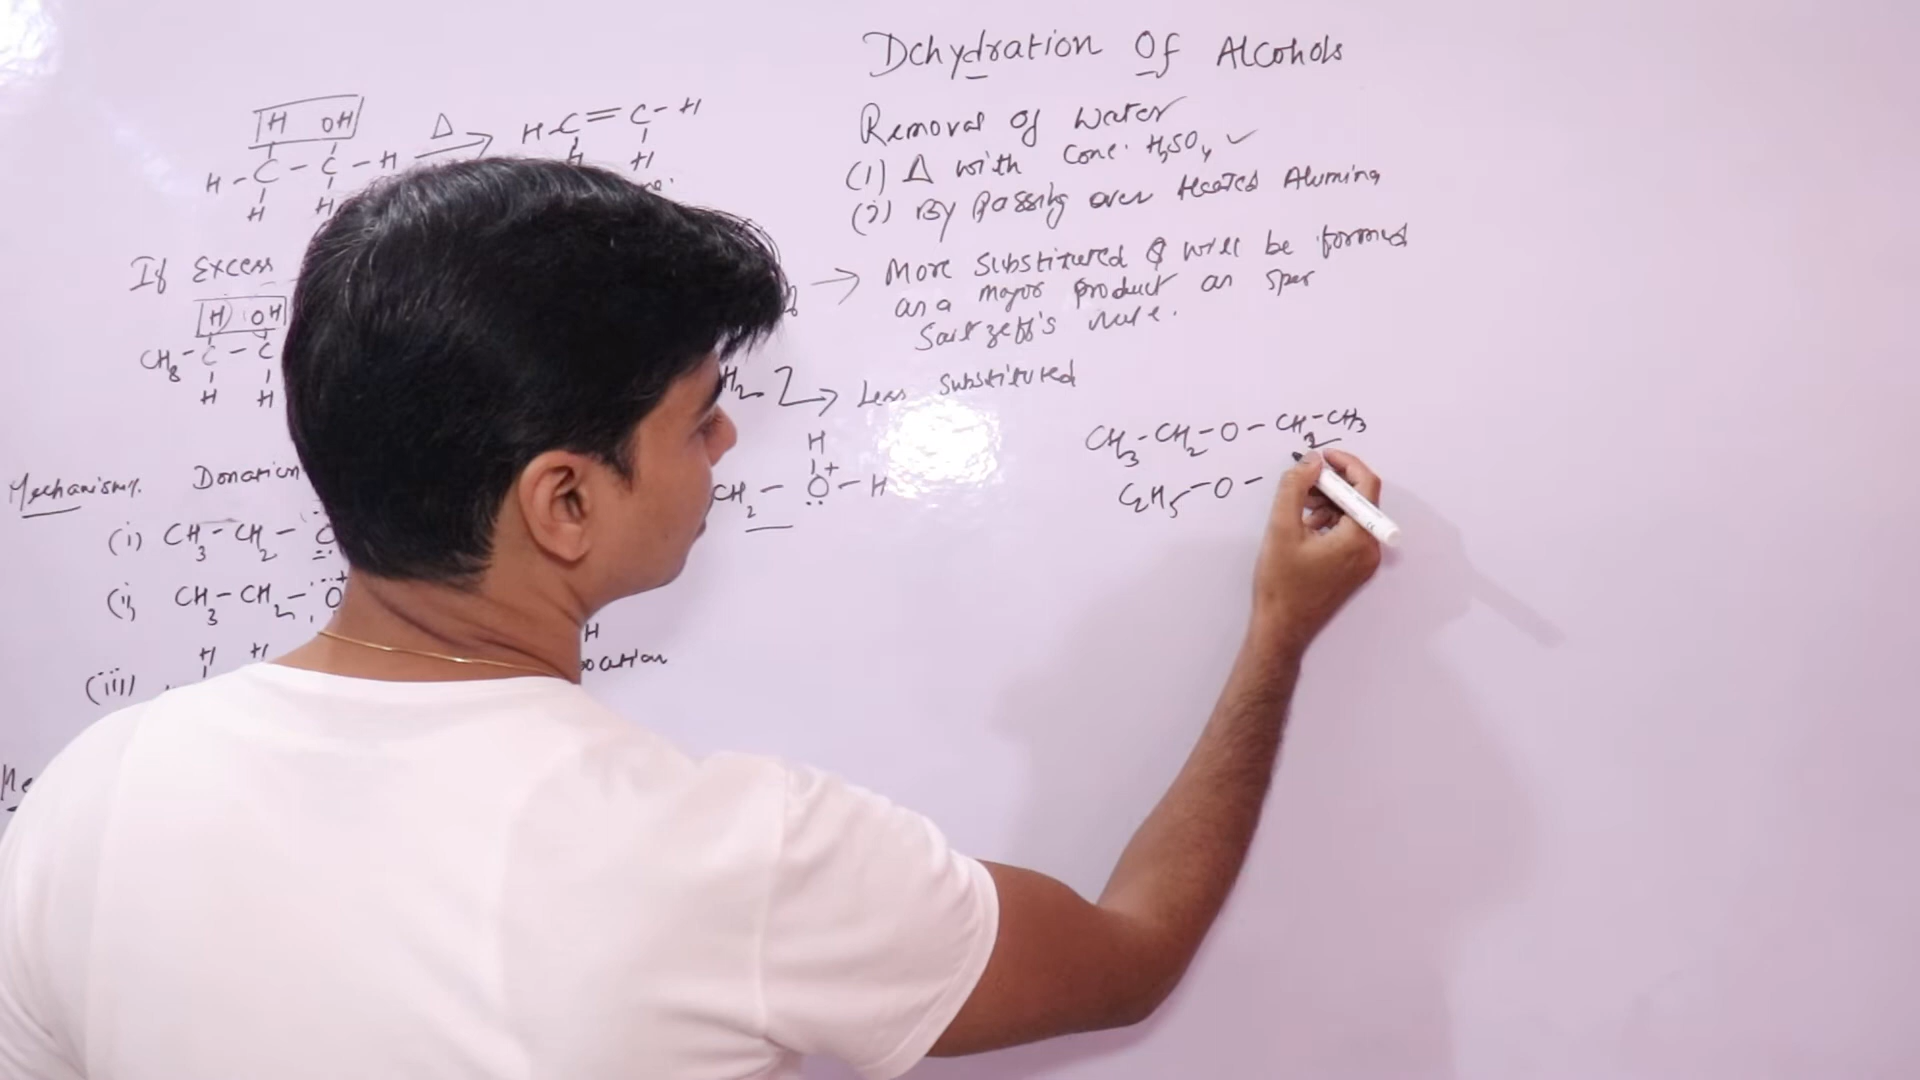 Dehydration Of Alcohols
Removal of Water
(1) Δ with conc. H2SO4 ✓
(2) By Passing over Heated Alumina
→ More Substituted will be formed
as a major product as per
Saytzeff's rule.
H2 → Less Substituted
H OH
H-C-C-H Δ → H-C=C-H
H H H H
If Excess
H OH
CH3-C-C
H H
Mechanism. Donation
(i) CH3-CH2-O
CH2-O+-H
H
(ii) CH3-CH2-O+
H
H H
(iii)
CH3-CH2-O-CH2-CH3
C2H5-O-